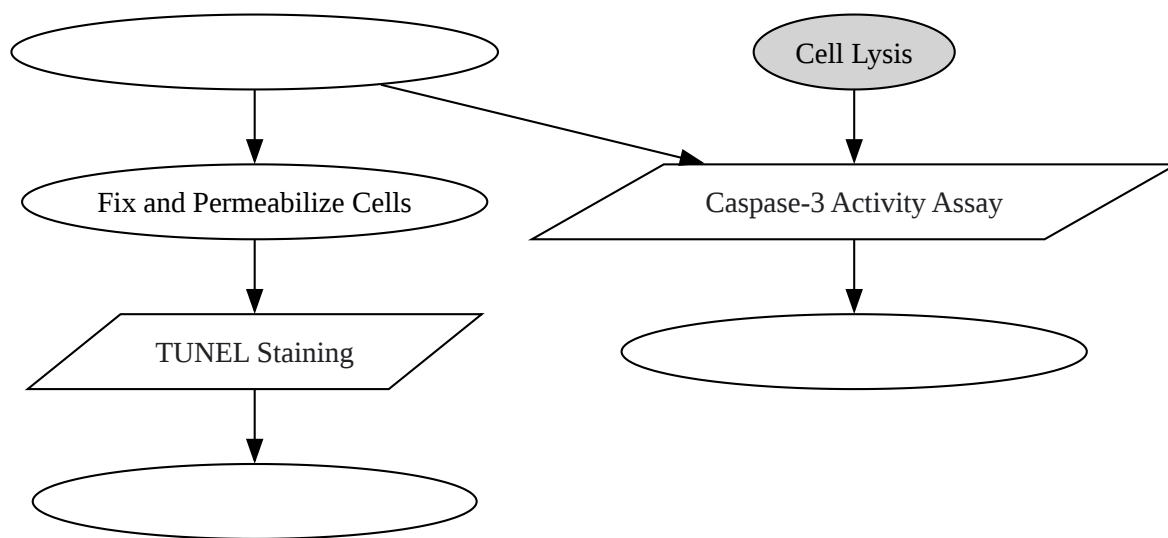 Cell Lysis
Fix and Permeabilize Cells
Caspase-3 Activity Assay
TUNEL Staining